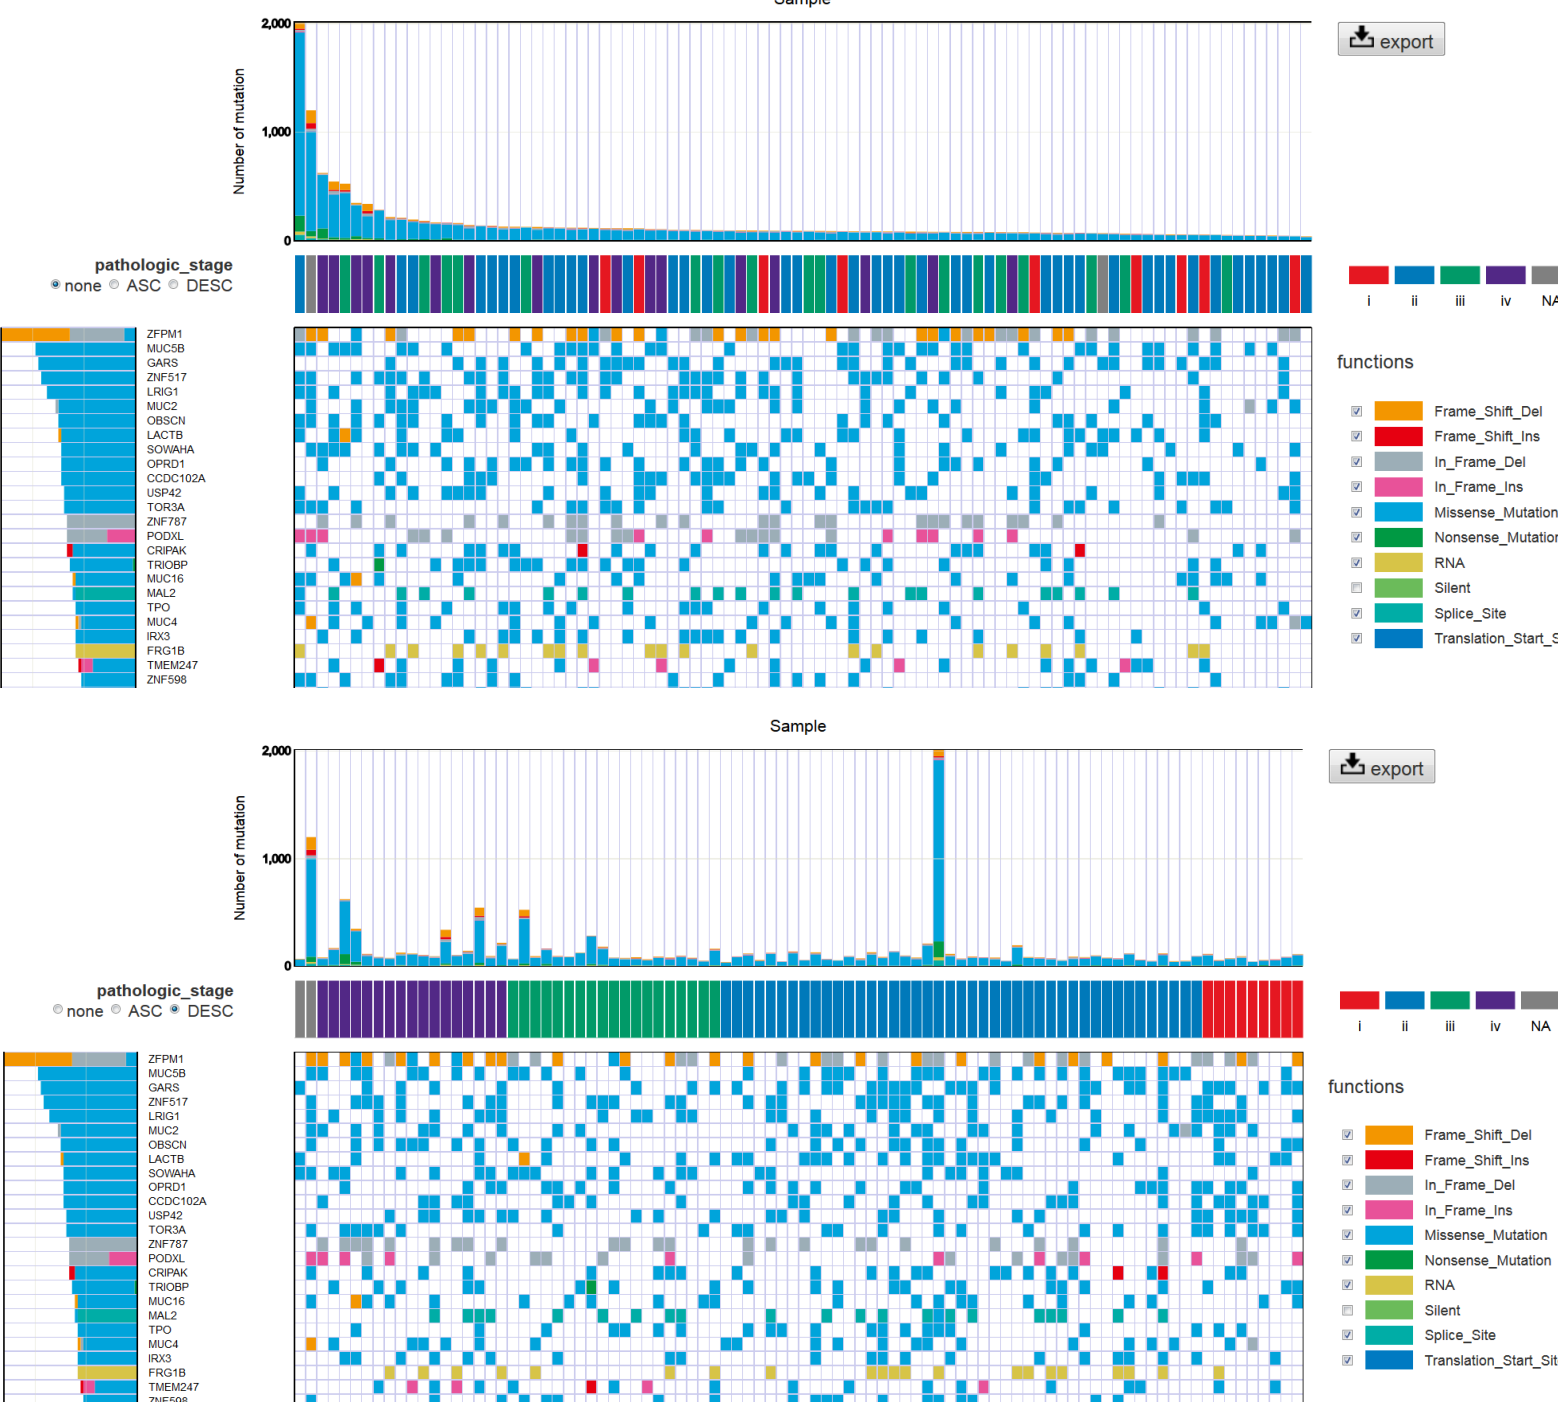 Sample
2,000
1,000
0
Number of mutation
export
pathologic_stage
none ASC DESC
i ii iii iv NA
ZFPM1
MUC5B
GARS
ZNF517
LRIG1
MUC2
OBSCN
LACTB
SOWAHA
OPRD1
CCDC102A
USP42
TOR3A
ZNF787
PODXL
CRIPAK
TRIOBP
MUC16
MAL2
TPO
MUC4
IRX3
FRG1B
TMEM247
ZNF598
functions
Frame_Shift_Del
Frame_Shift_Ins
In_Frame_Del
In_Frame_Ins
Missense_Mutation
Nonsense_Mutation
RNA
Silent
Splice_Site
Translation_Start_S
Sample
2,000
1,000
0
Number of mutation
export
pathologic_stage
none ASC DESC
i ii iii iv NA
ZFPM1
MUC5B
GARS
ZNF517
LRIG1
MUC2
OBSCN
LACTB
SOWAHA
OPRD1
CCDC102A
USP42
TOR3A
ZNF787
PODXL
CRIPAK
TRIOBP
MUC16
MAL2
TPO
MUC4
IRX3
FRG1B
TMEM247
ZNF598
functions
Frame_Shift_Del
Frame_Shift_Ins
In_Frame_Del
In_Frame_Ins
Missense_Mutation
Nonsense_Mutation
RNA
Silent
Splice_Site
Translation_Start_Sit